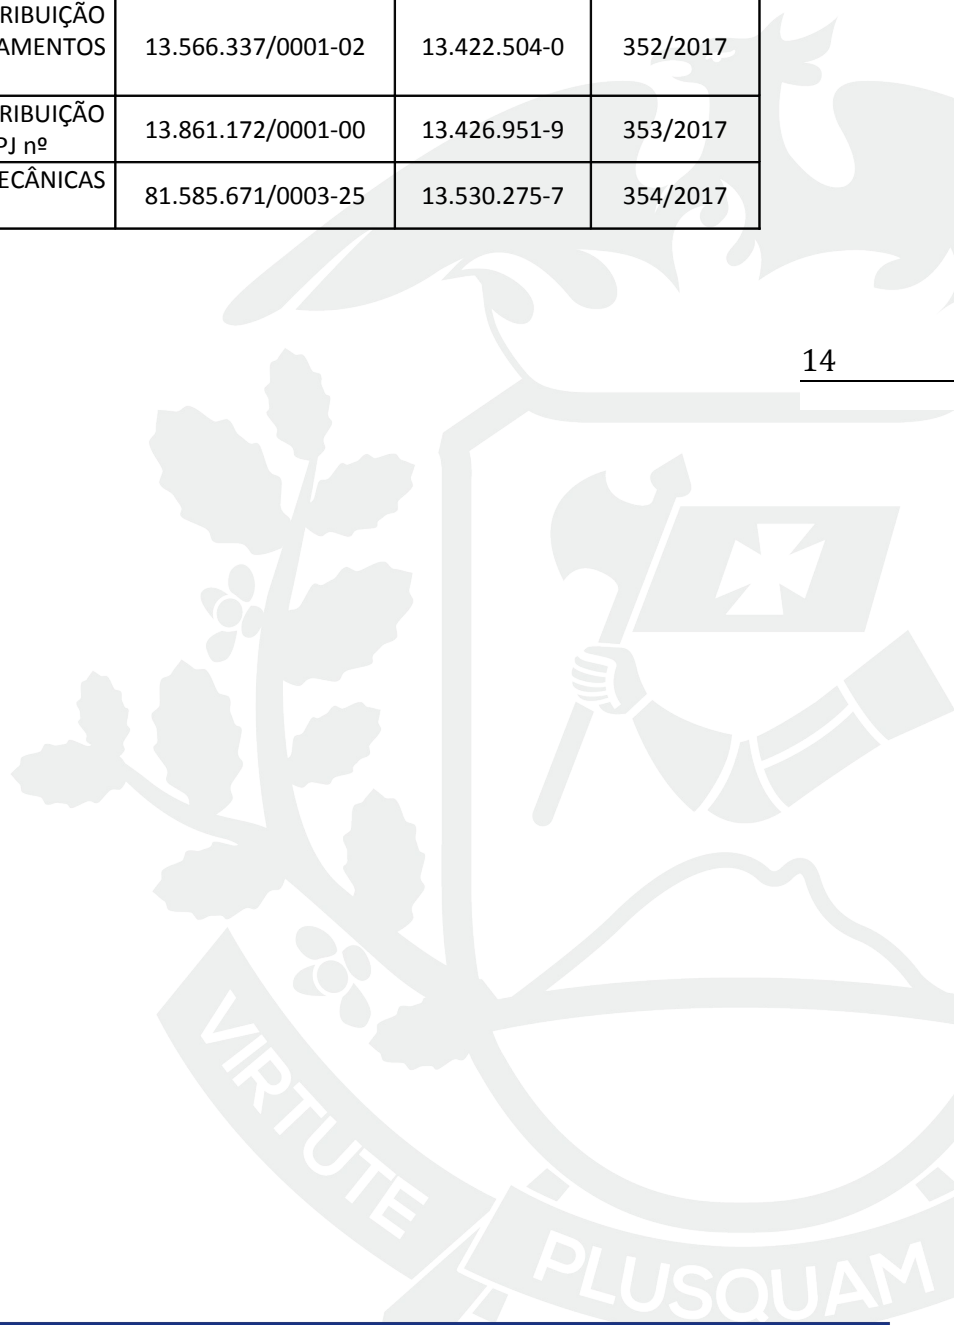 RIBUIÇÃO
AMENTOS 13.566.337/0001-02 13.422.504-0 352/2017
RIBUIÇÃO
PJ nº 13.861.172/0001-00 13.426.951-9 353/2017
ECÂNICAS 81.585.671/0003-25 13.530.275-7 354/2017
14
VIRTUTE
PLUSQUAM